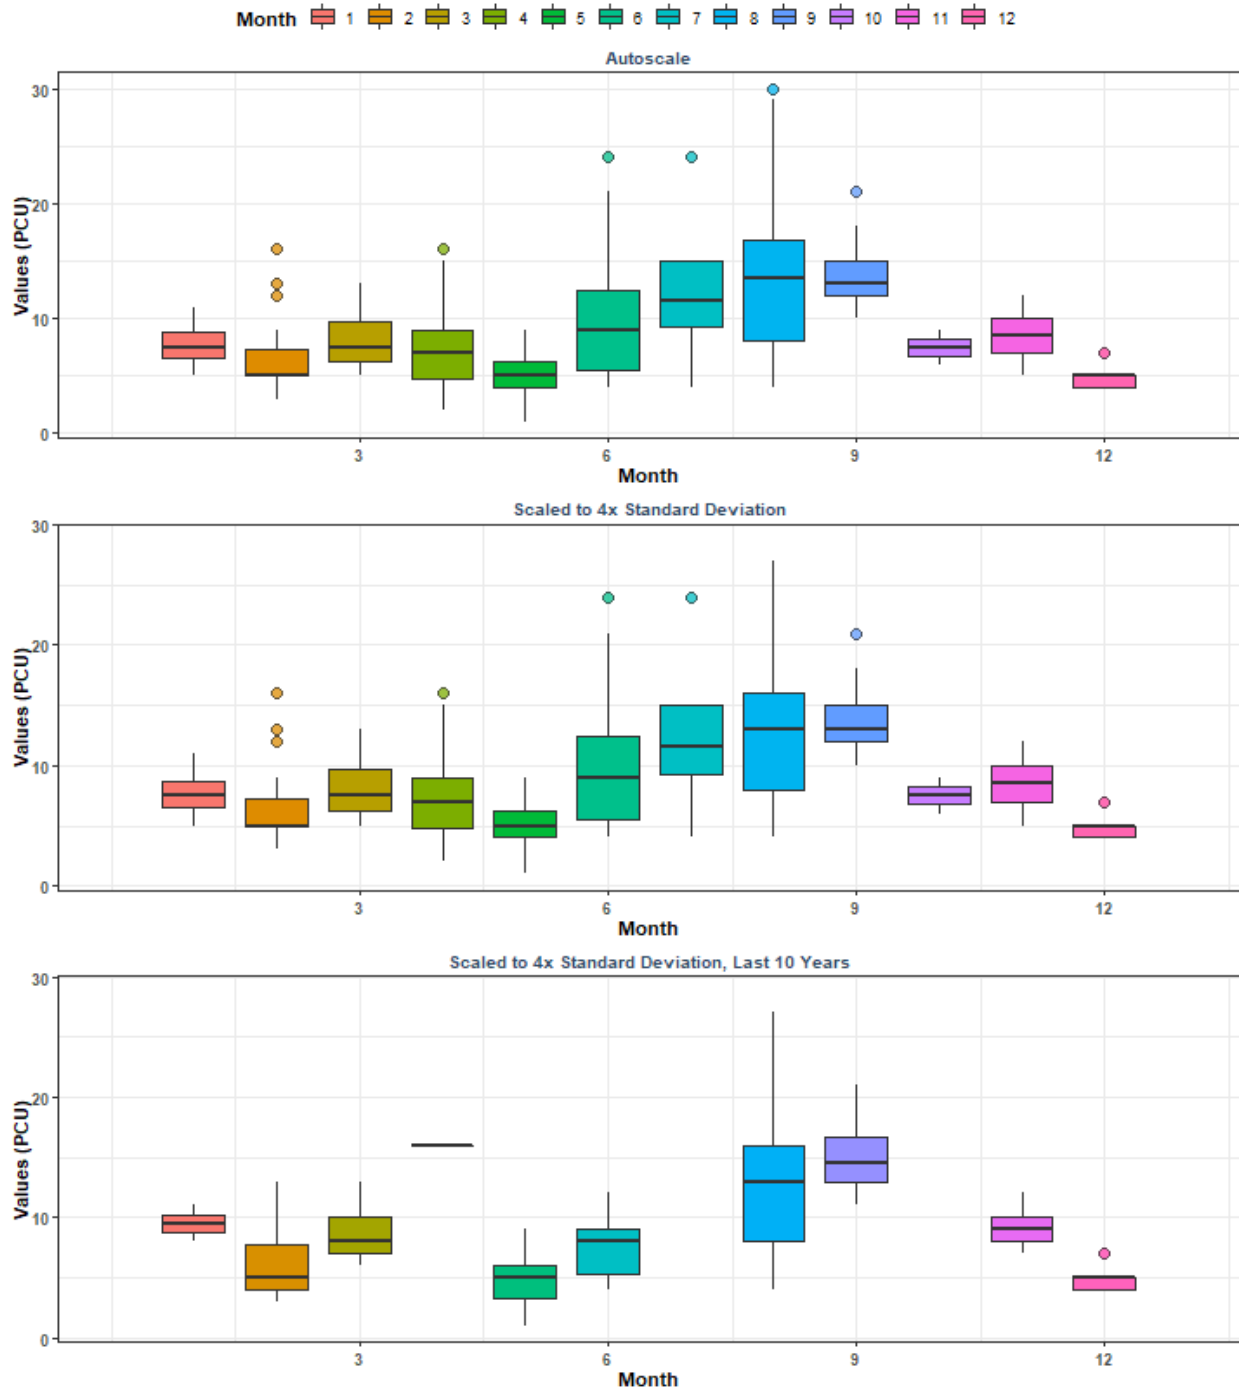 Month 1 2 3 4 5 6 7 8 9 10 11 12
Autoscale
Values (PCU)
30
20
10
0
3 6 9 12
Month
Scaled to 4x Standard Deviation
Values (PCU)
30
20
10
0
3 6 9 12
Month
Scaled to 4x Standard Deviation, Last 10 Years
Values (PCU)
30
20
10
0
3 6 9 12
Month